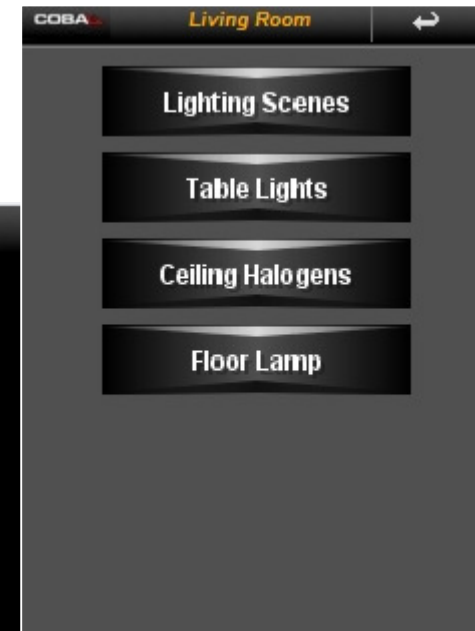 COBA
Living Room
Lighting Scenes
Table Lights
Ceiling Halogens
Floor Lamp